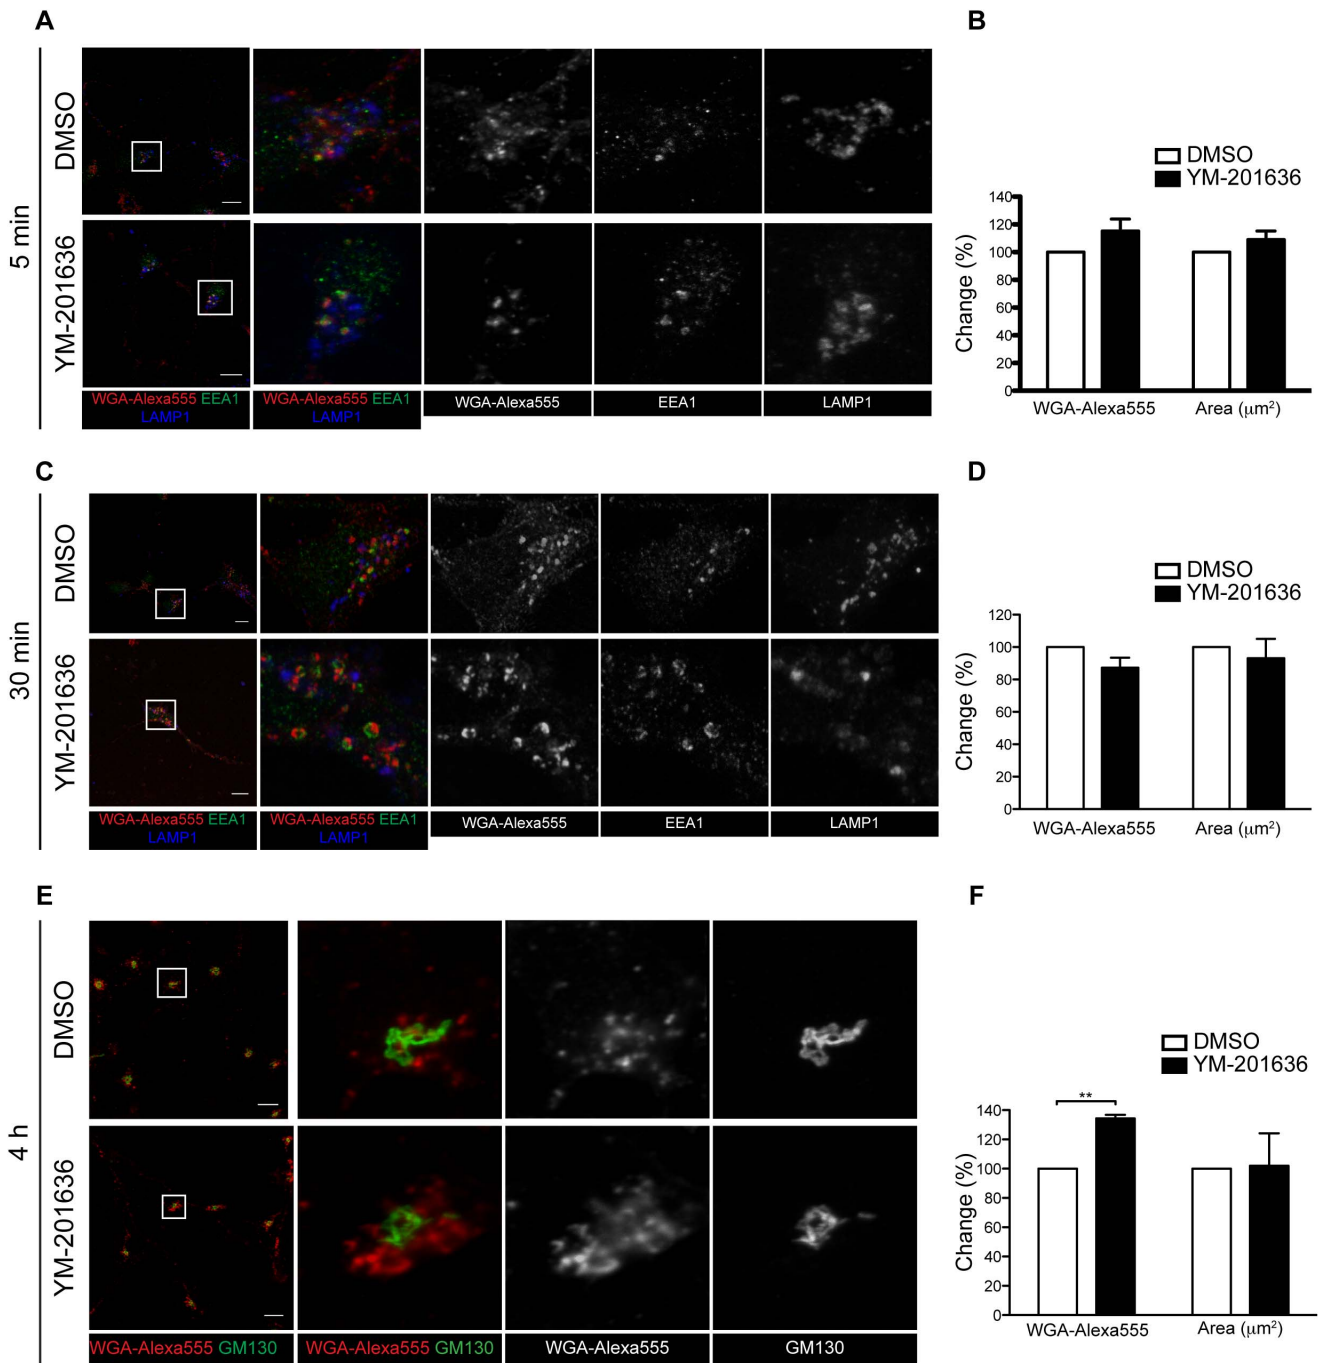 A
B
5 min
DMSO
YM-201636
WGA-Alexa555 EEA1
LAMP1
WGA-Alexa555 EEA1
LAMP1
WGA-Alexa555
EEA1
LAMP1
DMSO
YM-201636
Change (%)
140
120
100
80
60
40
20
0
WGA-Alexa555
Area (μm²)
C
D
30 min
DMSO
YM-201636
WGA-Alexa555 EEA1
LAMP1
WGA-Alexa555 EEA1
LAMP1
WGA-Alexa555
EEA1
LAMP1
DMSO
YM-201636
Change (%)
120
100
80
60
40
20
0
WGA-Alexa555
Area (μm²)
E
F
4 h
DMSO
YM-201636
WGA-Alexa555 GM130
WGA-Alexa555 GM130
WGA-Alexa555
GM130
DMSO
YM-201636
**
Change (%)
140
120
100
80
60
40
20
0
WGA-Alexa555
Area (μm²)